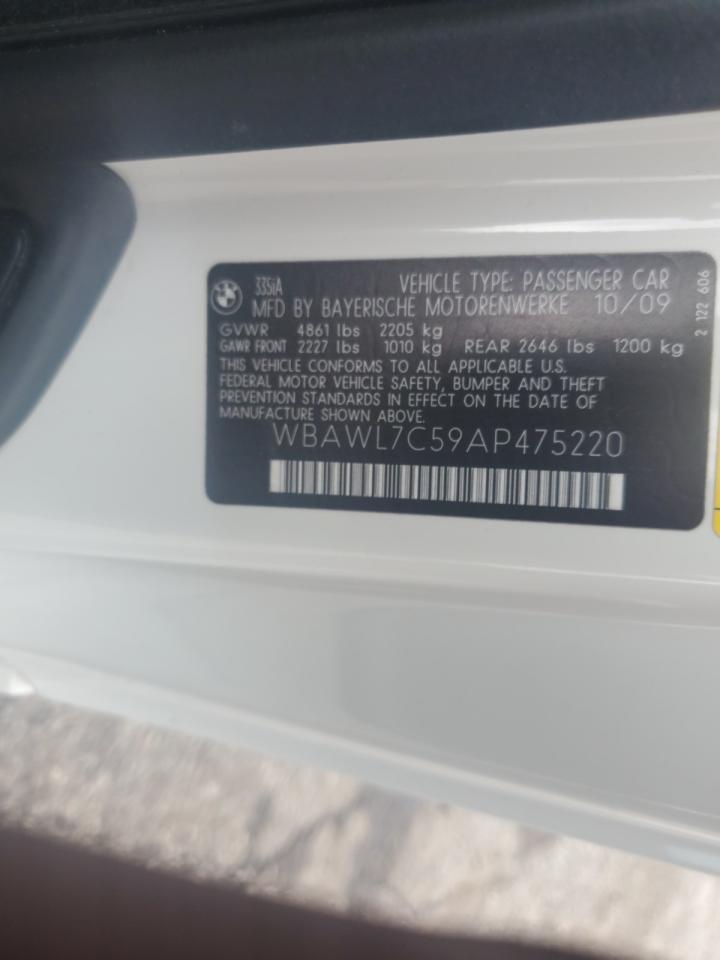 335iA VEHICLE TYPE: PASSENGER CAR
MFD BY BAYERISCHE MOTORENWERKE 10/09
GVWR 4861 lbs 2205 kg
GAWR FRONT 2227 lbs 1010 kg REAR 2646 lbs 1200 kg
THIS VEHICLE CONFORMS TO ALL APPLICABLE U.S.
FEDERAL MOTOR VEHICLE SAFETY, BUMPER AND THEFT
PREVENTION STANDARDS IN EFFECT ON THE DATE OF
MANUFACTURE SHOWN ABOVE.
WBAWL7C59AP475220
2 122 606